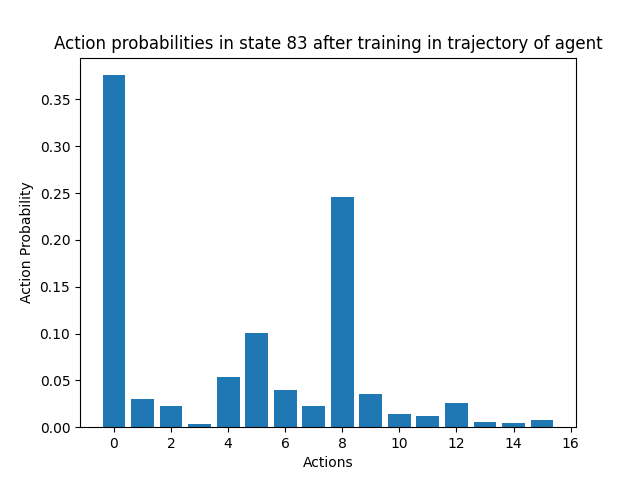 Action probabilities in state 83 after training in trajectory of agent
0.35
0.30
0.25
0.20
0.15
0.10
0.05
0.00
Action Probability
0 2 4 6 8 10 12 14 16
Actions